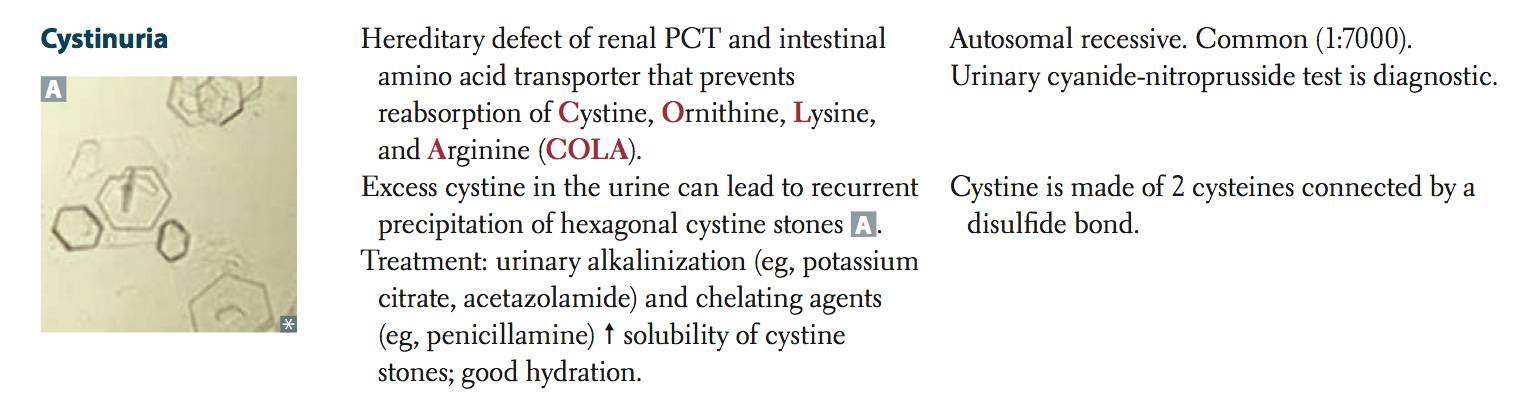 Cystinuria
A
*
Hereditary defect of renal PCT and intestinal
amino acid transporter that prevents
reabsorption of Cystine, Ornithine, Lysine,
and Arginine (COLA).
Excess cystine in the urine can lead to recurrent
precipitation of hexagonal cystine stones A.
Treatment: urinary alkalinization (eg, potassium
citrate, acetazolamide) and chelating agents
(eg, penicillamine) ↑ solubility of cystine
stones; good hydration.
Autosomal recessive. Common (1:7000).
Urinary cyanide-nitroprusside test is diagnostic.
Cystine is made of 2 cysteines connected by a
disulfide bond.